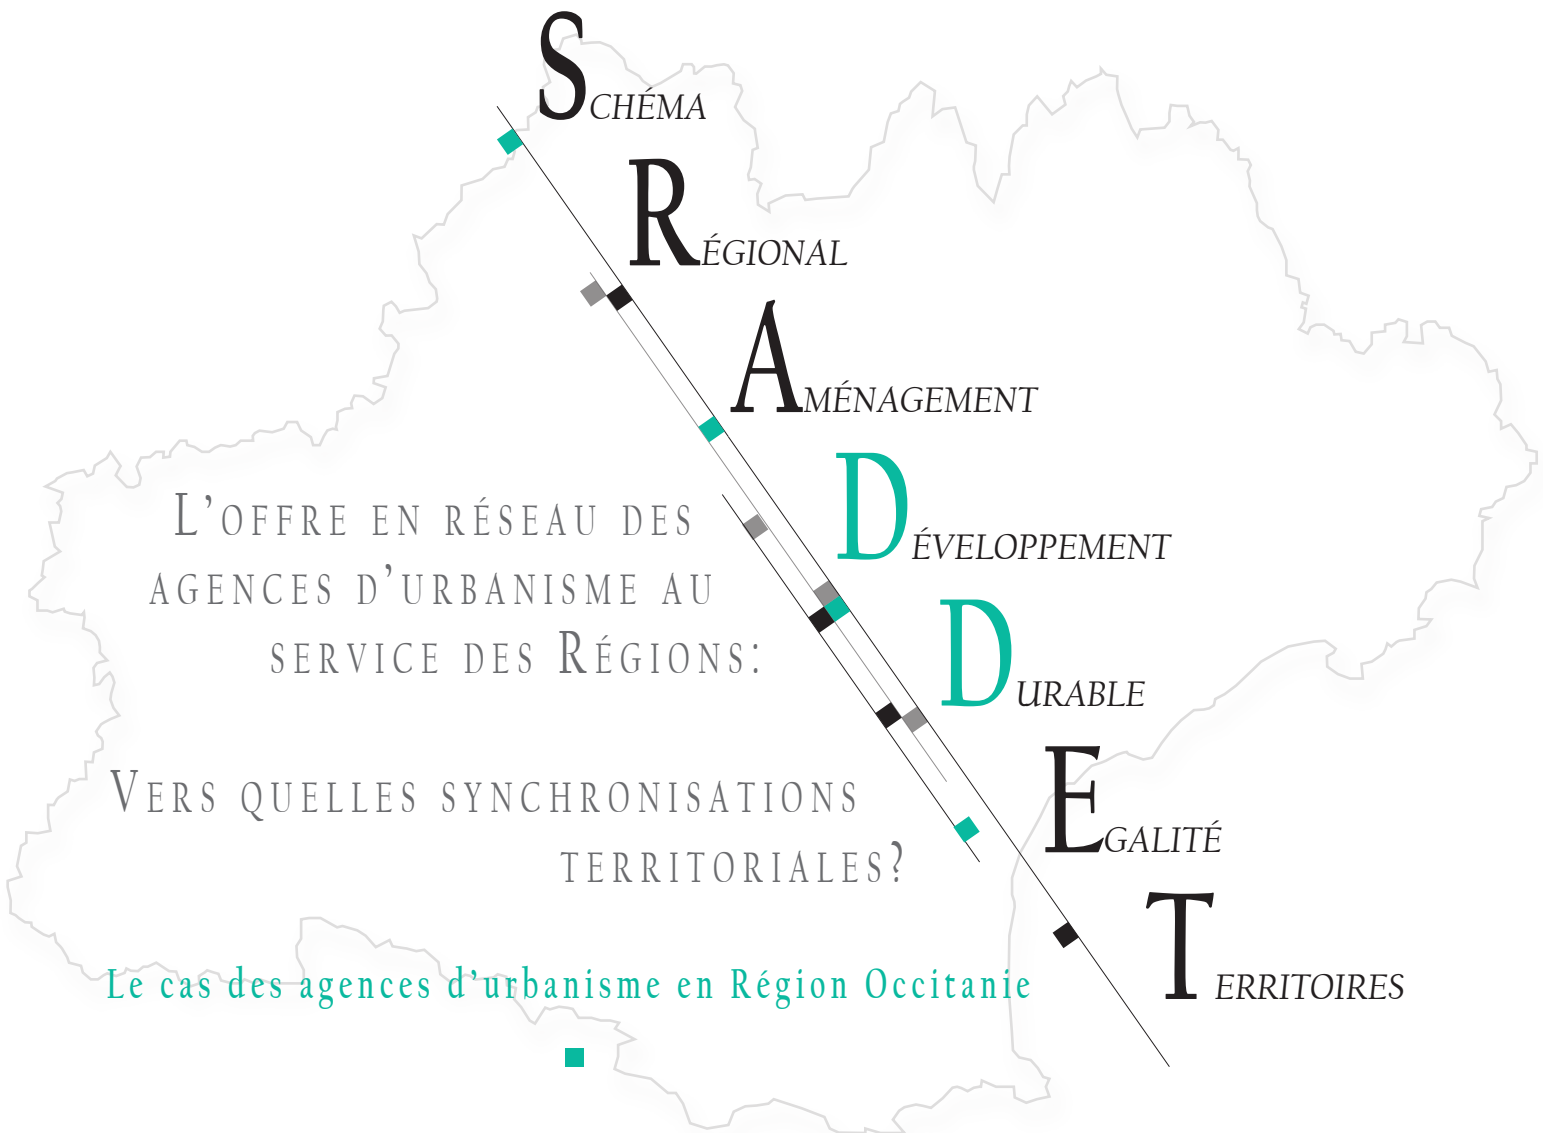 SCHÉMA
RÉGIONAL
AMÉNAGEMENT
DÉVELOPPEMENT
DURABLE
EGALITÉ
TERRITOIRES
L'OFFRE EN RÉSEAU DES
AGENCES D'URBANISME AU
SERVICE DES RÉGIONS:
VERS QUELLES SYNCHRONISATIONS
TERRITORIALES?
Le cas des agences d'urbanisme en Région Occitanie